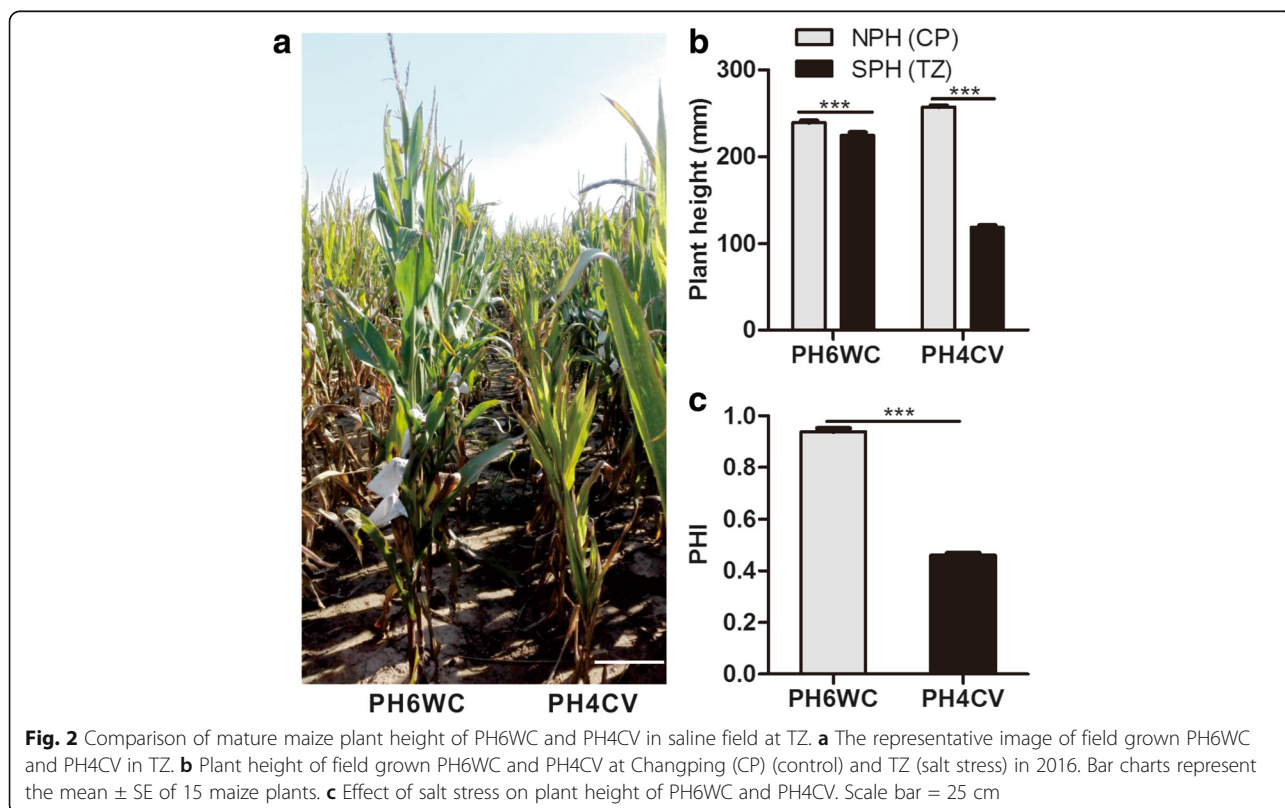 a
PH6WC PH4CV
b
NPH (CP)
SPH (TZ)
Plant height (mm)
300
200
100
0
***
***
PH6WC PH4CV
c
PHI
1.0
0.8
0.6
0.4
0.2
0.0
***
PH6WC PH4CV
Fig. 2 Comparison of mature maize plant height of PH6WC and PH4CV in saline field at TZ. a The representative image of field grown PH6WC
and PH4CV in TZ. b Plant height of field grown PH6WC and PH4CV at Changping (CP) (control) and TZ (salt stress) in 2016. Bar charts represent
the mean ± SE of 15 maize plants. c Effect of salt stress on plant height of PH6WC and PH4CV. Scale bar = 25 cm